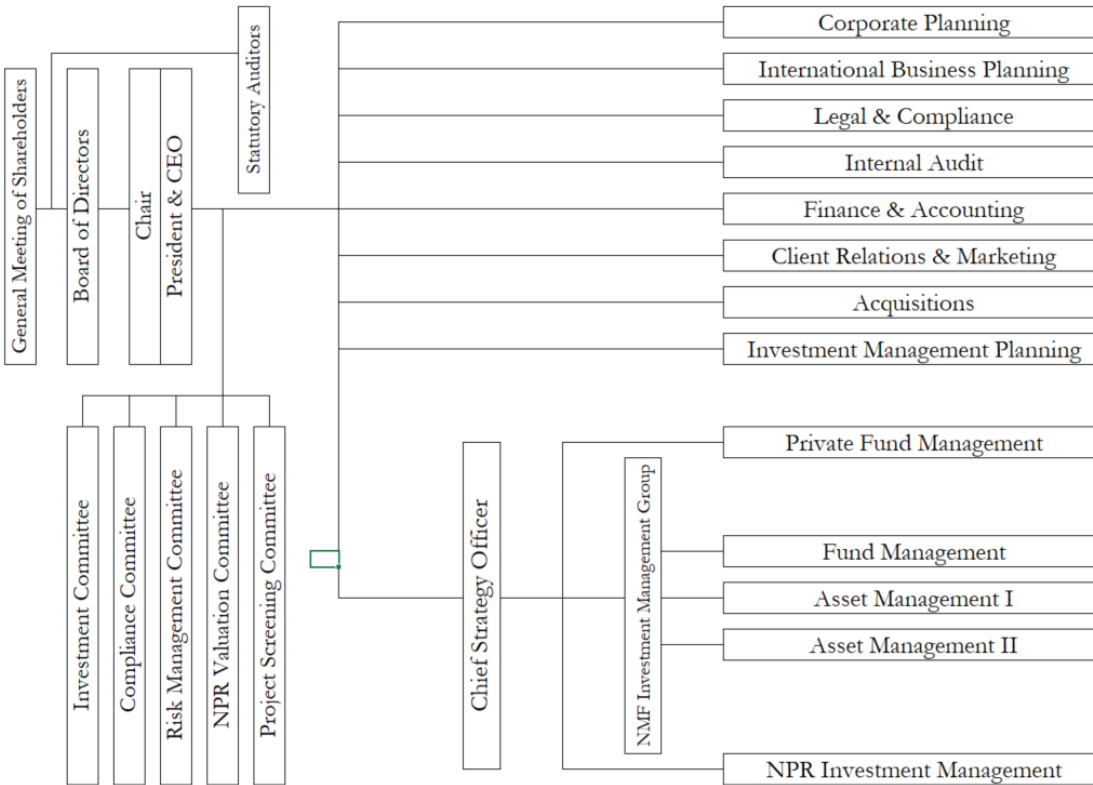 General Meeting of Shareholders
Board of Directors
Chair
President & CEO
Statutory Auditors
Corporate Planning
International Business Planning
Legal & Compliance
Internal Audit
Finance & Accounting
Client Relations & Marketing
Acquisitions
Investment Management Planning
Investment Committee
Compliance Committee
Risk Management Committee
NPR Valuation Committee
Project Screening Committee
Chief Strategy Officer
NMF Investment Management Group
Private Fund Management
Fund Management
Asset Management I
Asset Management II
NPR Investment Management